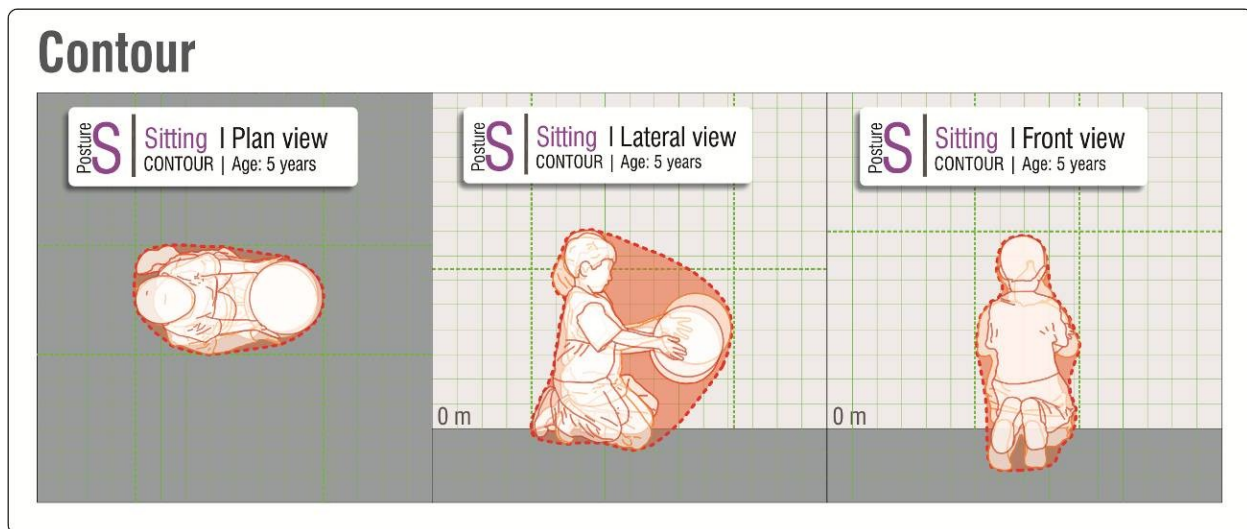 Contour
Posture
S
Sitting | Plan view
CONTOUR | Age: 5 years
Posture
S
Sitting | Lateral view
CONTOUR | Age: 5 years
0 m
Posture
S
Sitting | Front view
CONTOUR | Age: 5 years
0 m